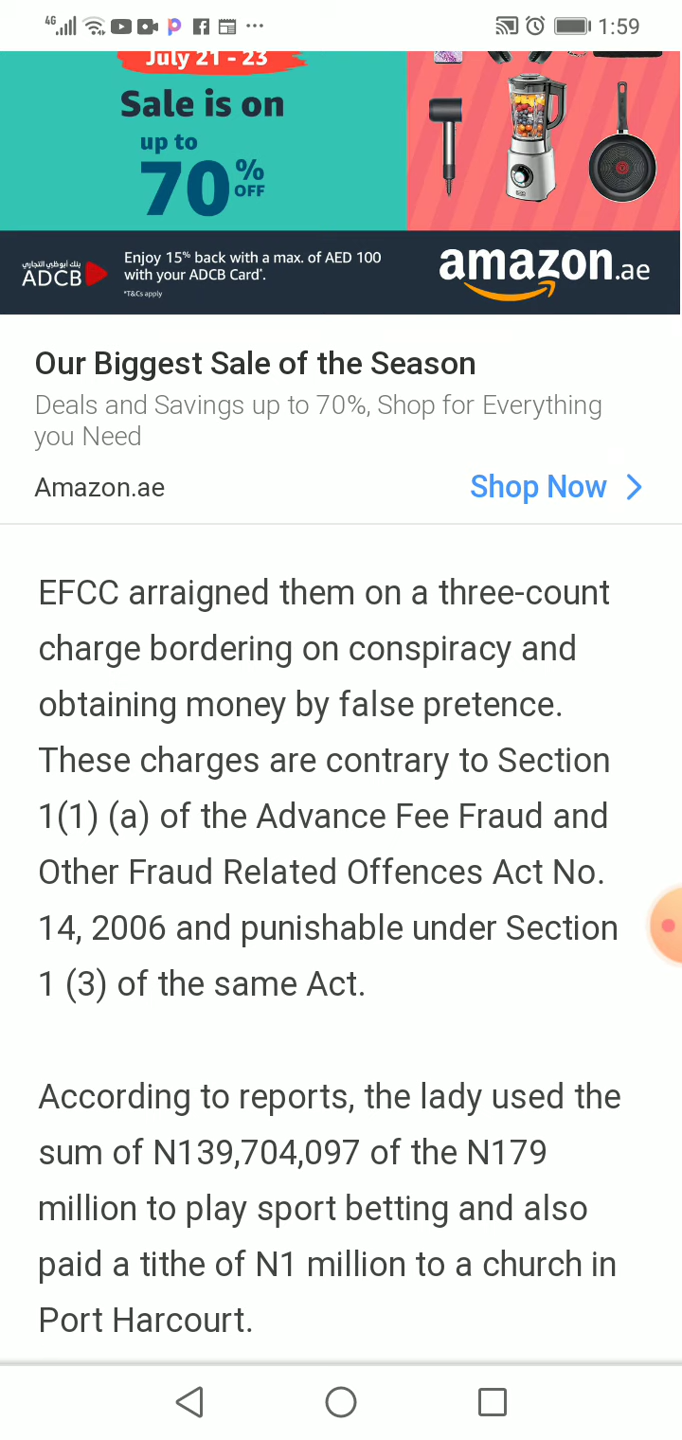 4G 1:59
July 21 - 23
Sale is on
up to
70% OFF
بنك أبوظبي التجاري
ADCB
Enjoy 15% back with a max. of AED 100
with your ADCB Card*.
*T&Cs apply
amazon.ae
Our Biggest Sale of the Season
Deals and Savings up to 70%, Shop for Everything
you Need
Amazon.ae
Shop Now
EFCC arraigned them on a three-count
charge bordering on conspiracy and
obtaining money by false pretence.
These charges are contrary to Section
1(1) (a) of the Advance Fee Fraud and
Other Fraud Related Offences Act No.
14, 2006 and punishable under Section
1 (3) of the same Act.
According to reports, the lady used the
sum of N139,704,097 of the N179
million to play sport betting and also
paid a tithe of N1 million to a church in
Port Harcourt.